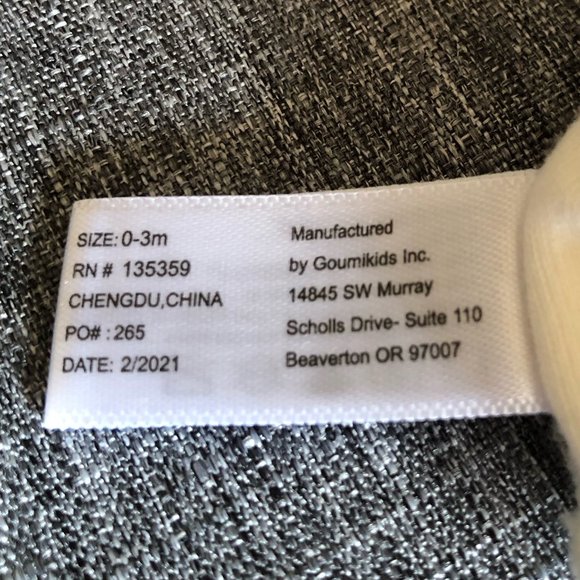 SIZE: 0-3m
RN # 135359
CHENGDU,CHINA
PO# : 265
DATE: 2/2021
Manufactured
by Goumikids Inc.
14845 SW Murray
Scholls Drive- Suite 110
Beaverton OR 97007